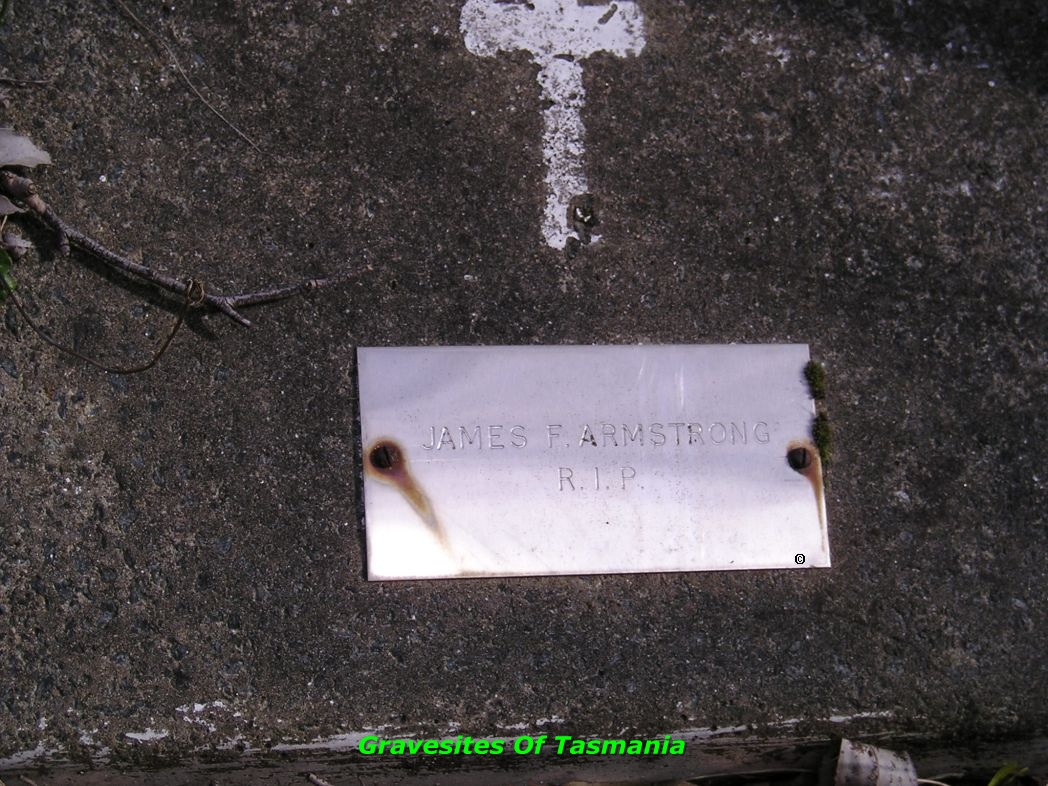 JAMES F. ARMSTRONG
R.I.P.
©
Gravesites Of Tasmania